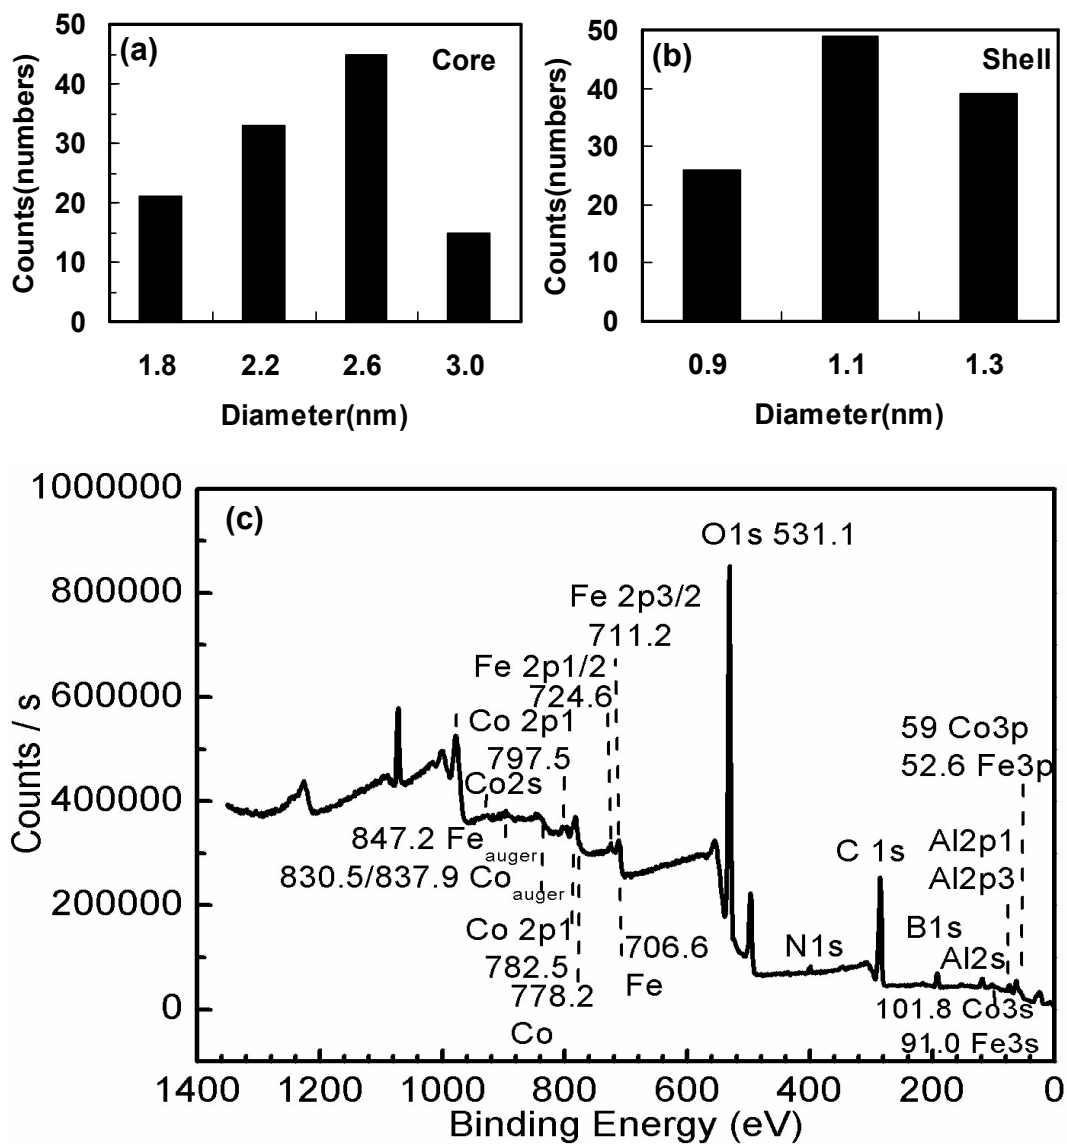 (a)
Core
Counts(numbers)
50
40
30
20
10
0
1.8 2.2 2.6 3.0
Diameter(nm)
(b)
Shell
Counts(numbers)
50
40
30
20
10
0
0.9 1.1 1.3
Diameter(nm)
(c)
Counts / s
1000000
800000
600000
400000
200000
0
O1s 531.1
Fe 2p3/2
711.2
Fe 2p1/2
724.6
Co 2p1
797.5
Co2s
847.2 Fe auger
830.5/837.9 Co auger
Co 2p1
782.5
778.2
Co
706.6
Fe
N1s
C 1s
59 Co3p
52.6 Fe3p
Al2p1
Al2p3
B1s
Al2s
101.8 Co3s
91.0 Fe3s
1400 1200 1000 800 600 400 200 0
Binding Energy (eV)